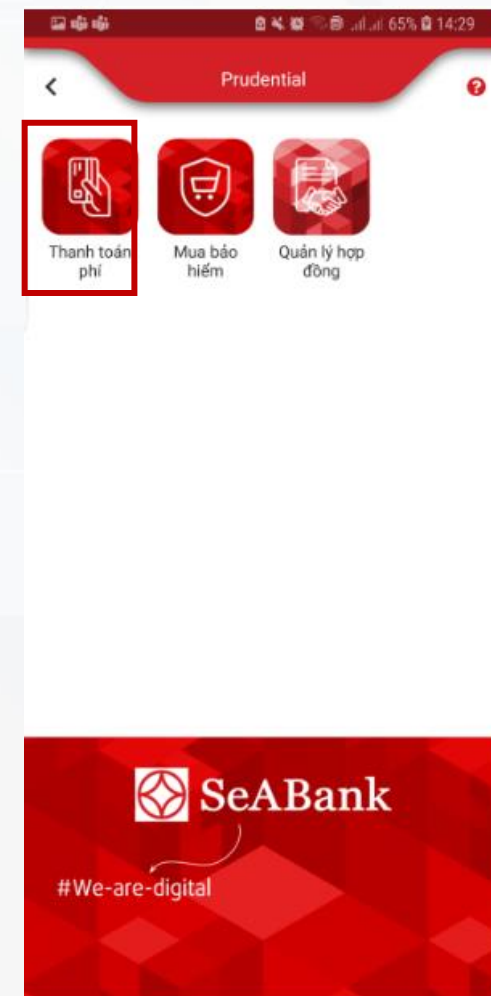 65% 14:29
Prudential
?
Thanh toán
phí
Mua bảo
hiểm
Quản lý hợp
đồng
SeABank
#We-are-digital